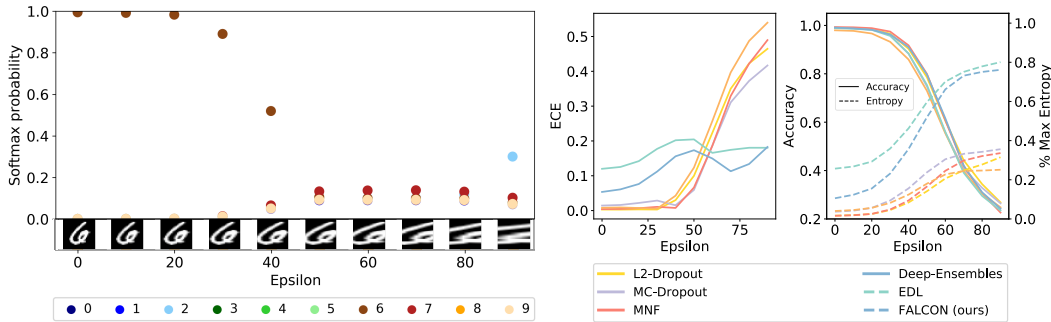 Softmax probability
1.0
0.8
0.6
0.4
0.2
0.0
0 20 40 60 80
Epsilon
0 1 2 3 4 5 6 7 8 9
ECE
0.5
0.4
0.3
0.2
0.1
0.0
0 25 50 75
Epsilon
Accuracy
1.0
0.8
0.6
0.4
0.2
Accuracy
Entropy
0 20 40 60 80
Epsilon
1.0
0.8
0.6
0.4
0.2
0.0
% Max Entropy
L2-Dropout
MC-Dropout
MNF
Deep-Ensembles
EDL
FALCON (ours)